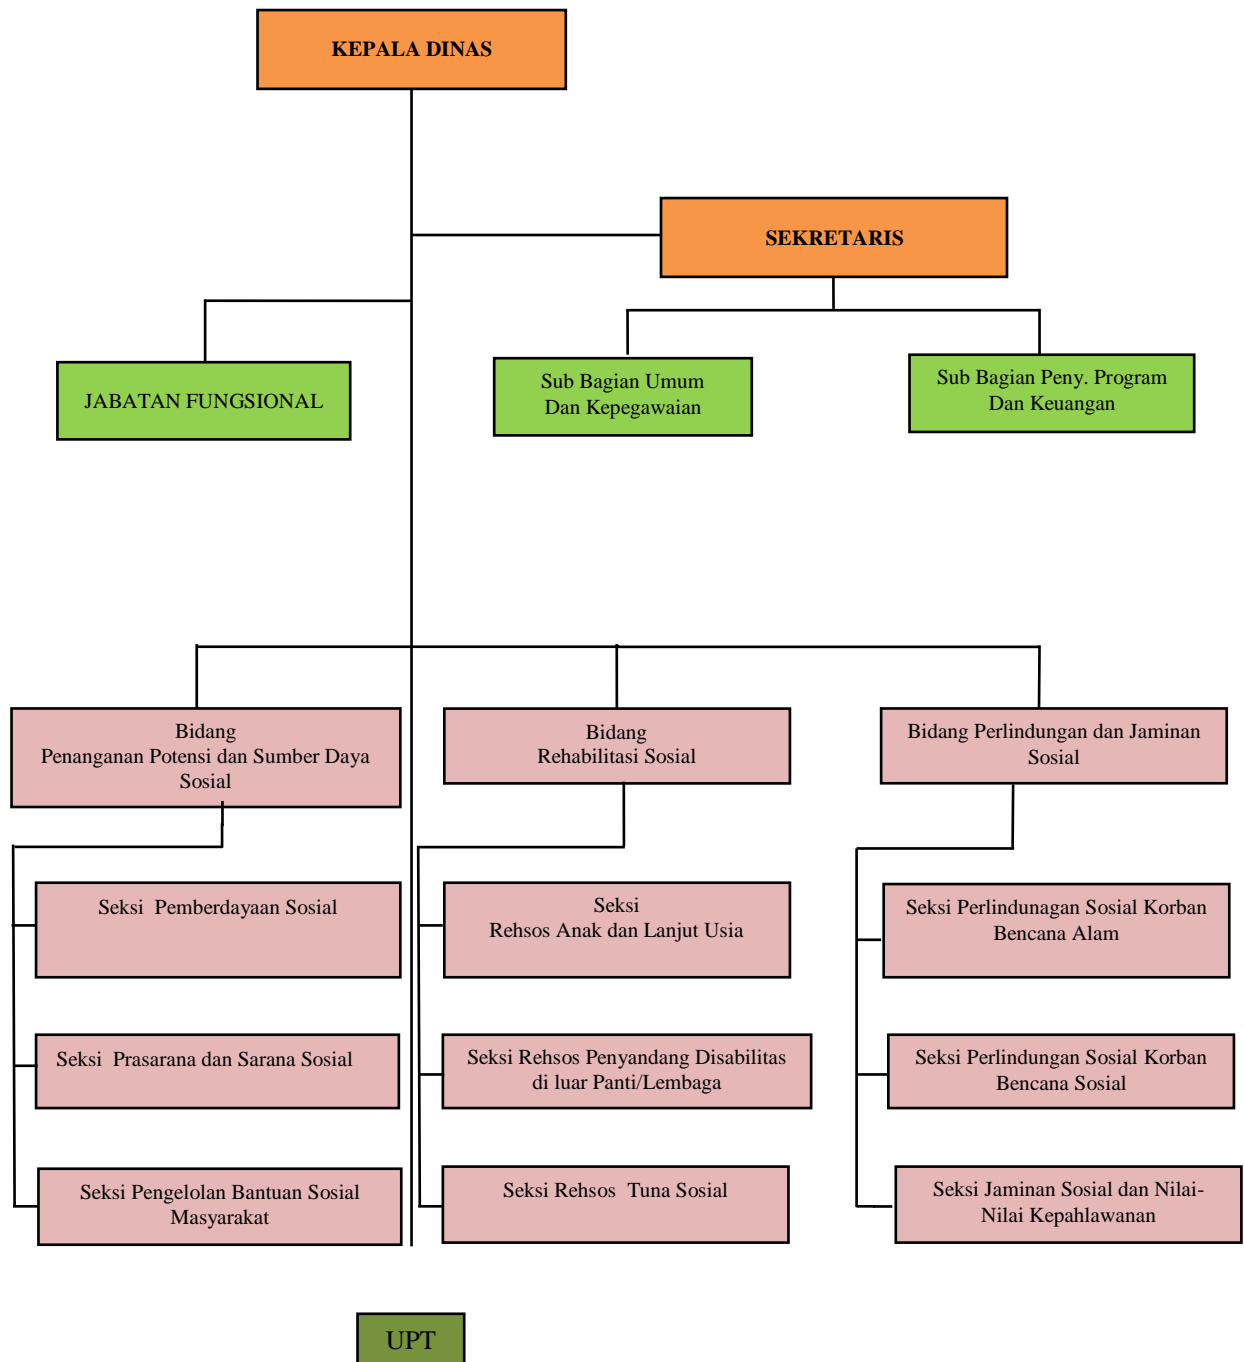 KEPALA DINAS
SEKRETARIS
JABATAN FUNGSIONAL
Sub Bagian Umum
Dan Kepegawaian
Sub Bagian Peny. Program
Dan Keuangan
Bidang
Penanganan Potensi dan Sumber Daya
Sosial
Bidang
Rehabilitasi Sosial
Bidang Perlindungan dan Jaminan
Sosial
Seksi Pemberdayaan Sosial
Seksi
Rehsos Anak dan Lanjut Usia
Seksi Perlindunagan Sosial Korban
Bencana Alam
Seksi Prasarana dan Sarana Sosial
Seksi Rehsos Penyandang Disabilitas
di luar Panti/Lembaga
Seksi Perlindungan Sosial Korban
Bencana Sosial
Seksi Pengelolan Bantuan Sosial
Masyarakat
Seksi Rehsos Tuna Sosial
Seksi Jaminan Sosial dan Nilai-
Nilai Kepahlawanan
UPT